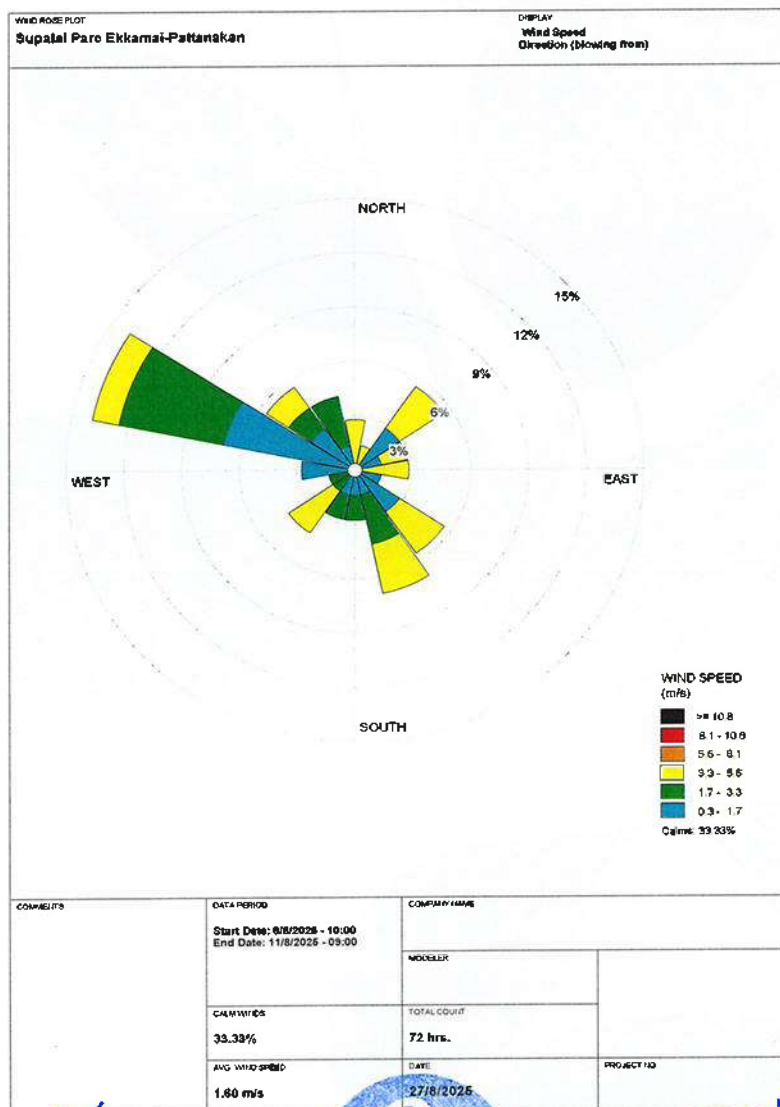 WIND ROSE PLOT
Supalai Parc Ekkamai-Pattanakan
DISPLAY
Wind Speed
Direction (blowing from)
NORTH
15%
12%
9%
6%
3%
WEST
EAST
SOUTH
WIND SPEED
(m/s)
>= 10.8
8.1 - 10.8
5.5 - 8.1
3.3 - 5.5
1.7 - 3.3
0.3 - 1.7
Calms: 33.33%
COMMENTS
DATA PERIOD
Start Date: 8/8/2025 - 10:00
End Date: 11/8/2025 - 09:00
COMPANY NAME
MODELER
CALM WINDS
33.33%
TOTAL COUNT
72 hrs.
AVG. WIND SPEED
1.60 m/s
DATE
27/8/2025
PROJECT NO